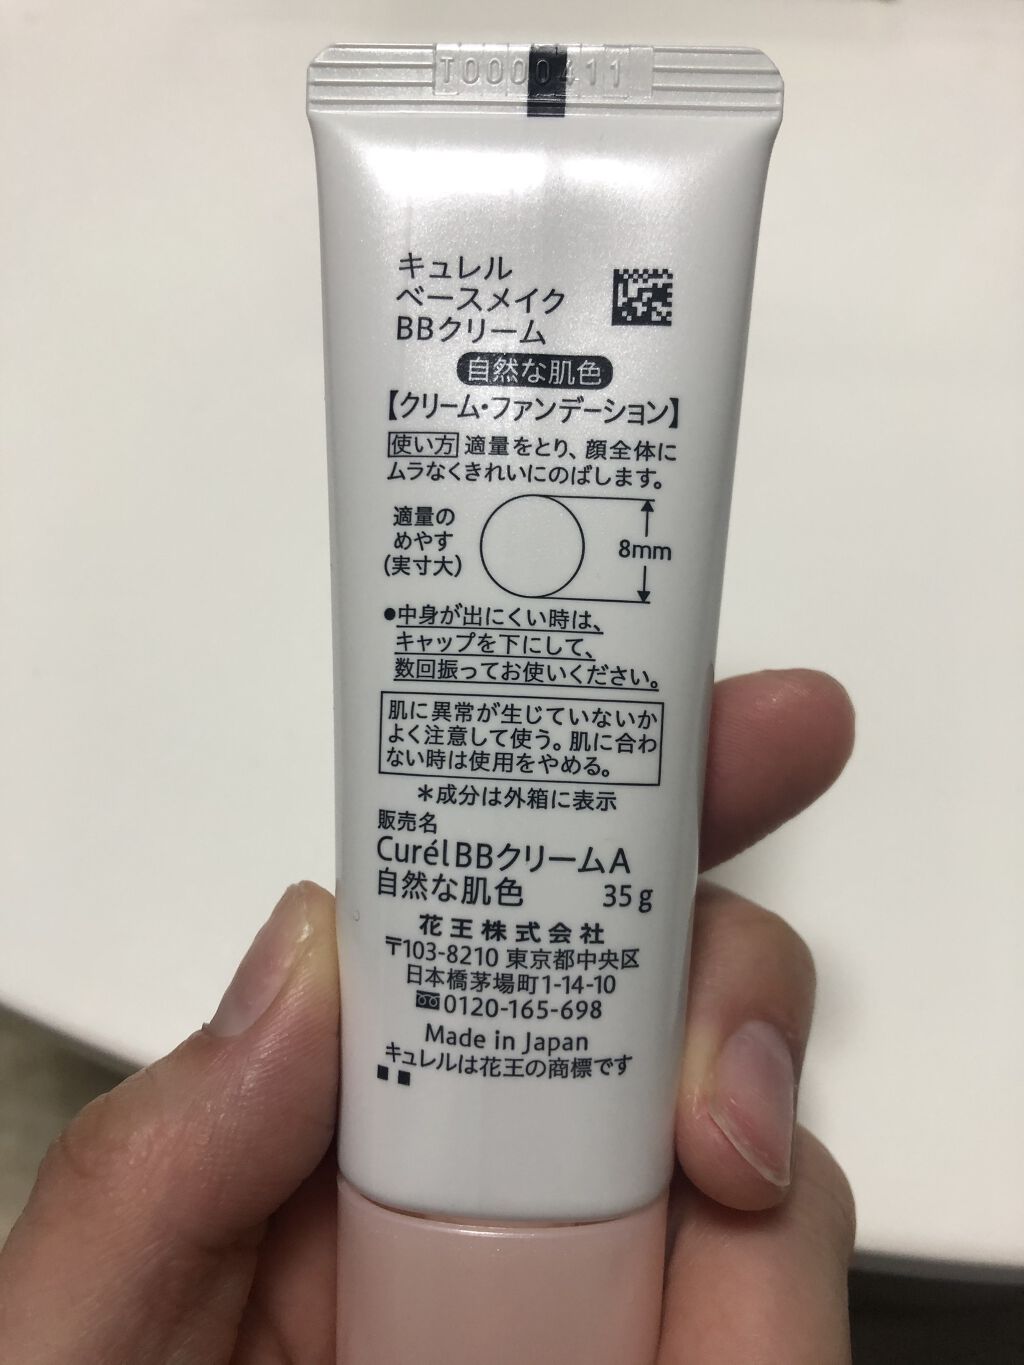 T0000411
キュレル
ベースメイク
BBクリーム
自然な肌色
【クリーム・ファンデーション】
使い方 適量をとり、顔全体に
ムラなくきれいにのばします。
適量の
めやす
(実寸大)
8mm
●中身が出にくい時は、
キャップを下にして、
数回振ってお使いください。
肌に異常が生じていないか
よく注意して使う。肌に合わ
ない時は使用をやめる。
＊成分は外箱に表示
販売名
Curél BBクリームA
自然な肌色 35g
花王株式会社
〒103-8210 東京都中央区
日本橋茅場町1-14-10
0120-165-698
Made in Japan
キュレルは花王の商標です